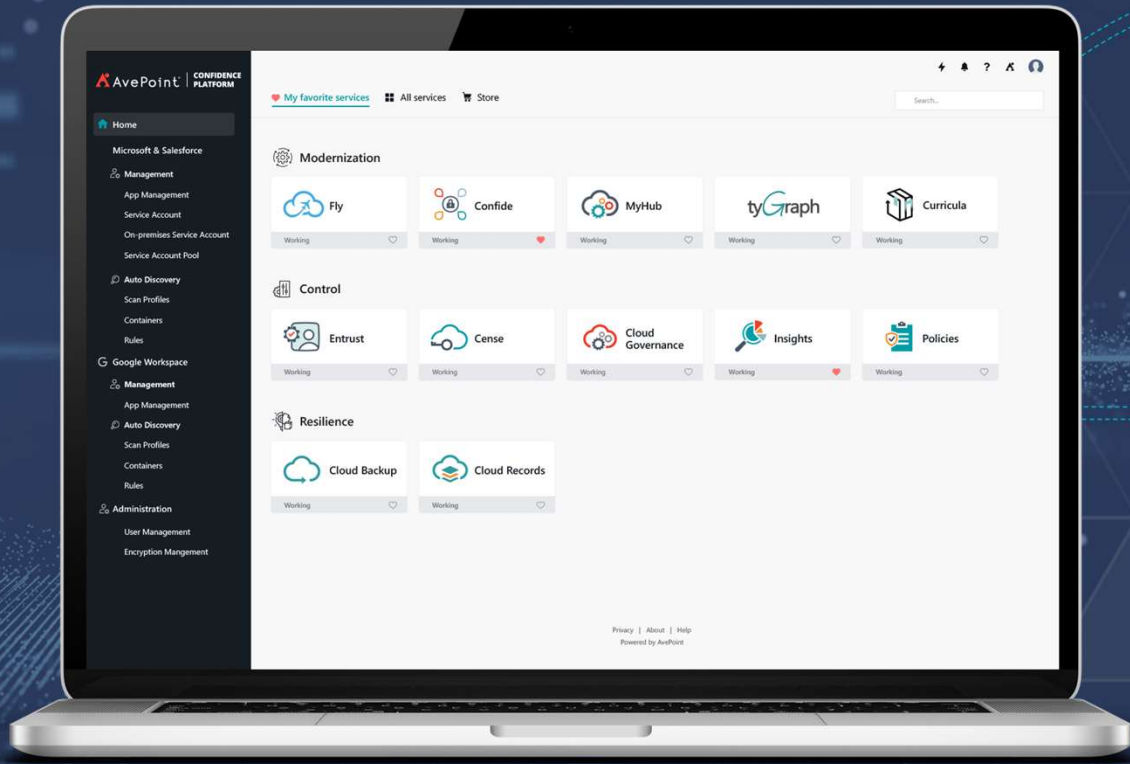 AvePoint | CONFIDENCE PLATFORM
My favorite services All services Store
Search...
Home
Microsoft & Salesforce
Management
App Management
Service Account
On-premises Service Account
Service Account Pool
Auto Discovery
Scan Profiles
Containers
Rules
Google Workspace
Management
App Management
Auto Discovery
Scan Profiles
Containers
Rules
Administration
User Management
Encryption Mangement
Modernization
Fly Confide MyHub tyGraph Curricula
Working Working Working Working Working
Control
Entrust Cense Cloud Governance Insights Policies
Working Working Working Working Working
Resilience
Cloud Backup Cloud Records
Working Working
Privacy | About | Help
Powered by AvePoint